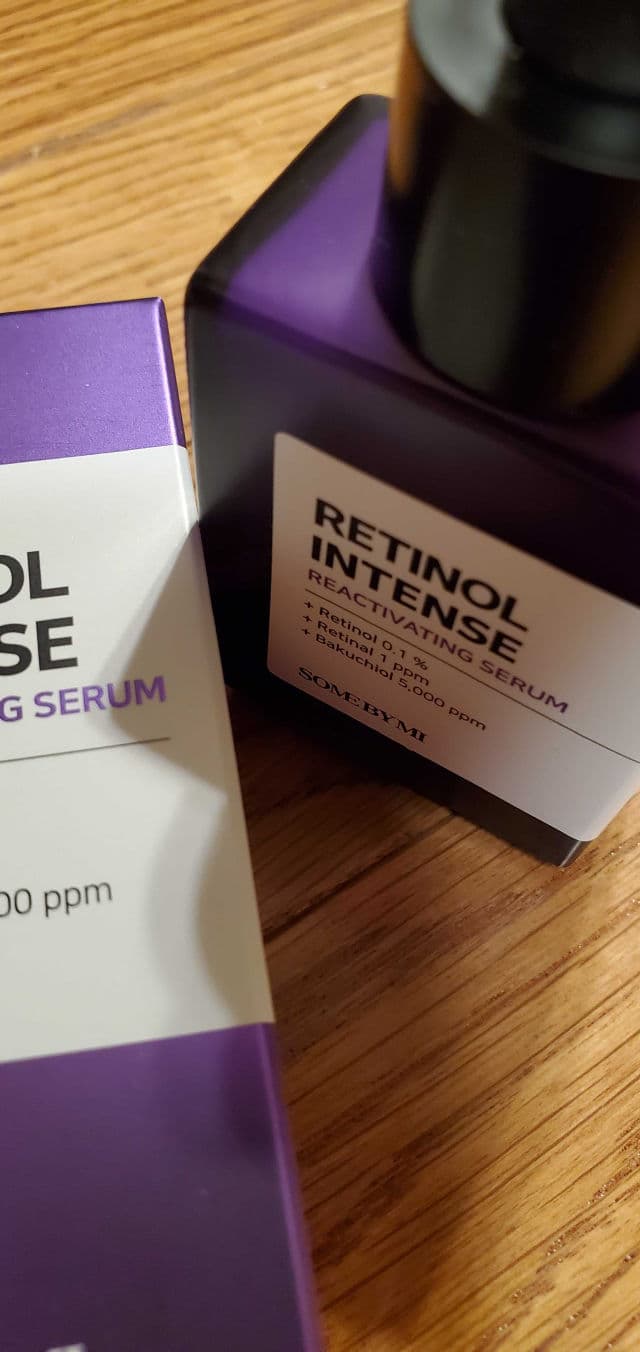 OL
SE
G SERUM
00 ppm
RETINOL
INTENSE
REACTIVATING SERUM
+ Retinol 0.1 %
+ Retinal 1 ppm
+ Bakuchiol 5,000 ppm
SOME BY MI